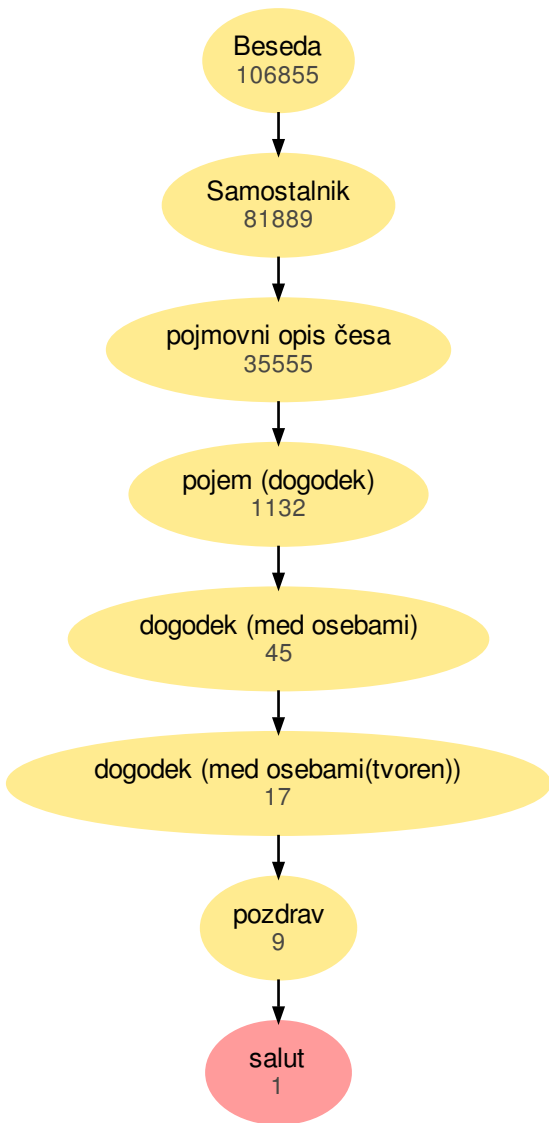 Beseda
106855
Samostalnik
81889
pojmovni opis česa
35555
pojem (dogodek)
1132
dogodek (med osebami)
45
dogodek (med osebami(tvoren))
17
pozdrav
9
salut
1